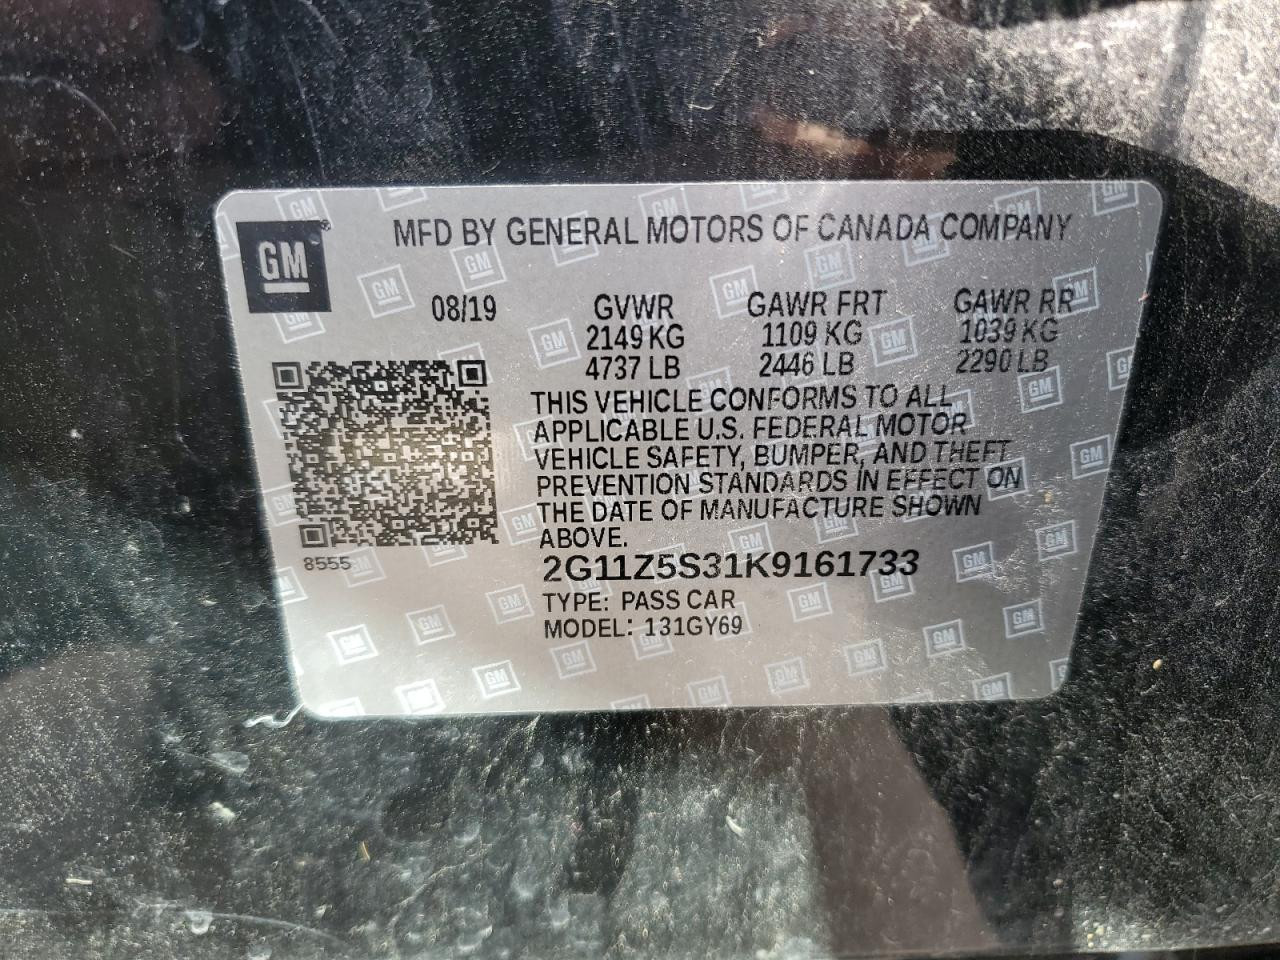 GM
MFD BY GENERAL MOTORS OF CANADA COMPANY
08/19 GVWR GAWR FRT GAWR RR
2149 KG 1109 KG 1039 KG
4737 LB 2446 LB 2290 LB
THIS VEHICLE CONFORMS TO ALL
APPLICABLE U.S. FEDERAL MOTOR
VEHICLE SAFETY, BUMPER, AND THEFT
PREVENTION STANDARDS IN EFFECT ON
THE DATE OF MANUFACTURE SHOWN
ABOVE.
8555
2G11Z5S31K9161733
TYPE: PASS CAR
MODEL: 131GY69